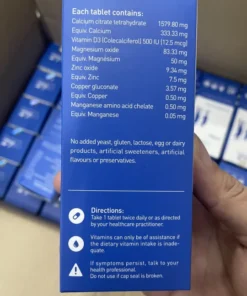 Each tablet contains:
Calcium citrate tetrahydrate 1579.80 mg
Equiv. Calcium 333.33 mg
Vitamin D3 (Colecalciferol) 500 IU (12.5 mcg)
Magnesium oxide 83.33 mg
Equiv. Magnésium 50 mg
Zinc oxide 9.34 mg
Equiv. Zinc 7.5 mg
Copper gluconate 3.57 mg
Equiv. Copper 0.50 mg
Manganese amino acid chelate 0.50 mg
Equiv. Manganese 0.05 mg
No added yeast, gluten, lactose, egg or dairy
products, artificial sweeteners, artificial
flavours or preservatives.
Directions:
Take 1 tablet twice daily or as directed
by your healthcare practitioner.
Vitamins can only be of assistance if
the dietary vitamin intake is inade-
quate.
If symptoms persist, talk to your
health professional.
Do not use if cap seal is broken.